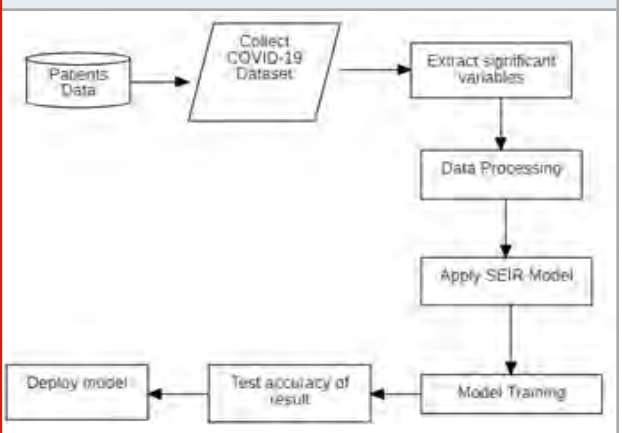 Patients
Data
Collect
COVID-19
Dataset
Extract significant
variables
Data Processing
Apply SEIR Model
Model Training
Test accuracy of
result
Deploy model